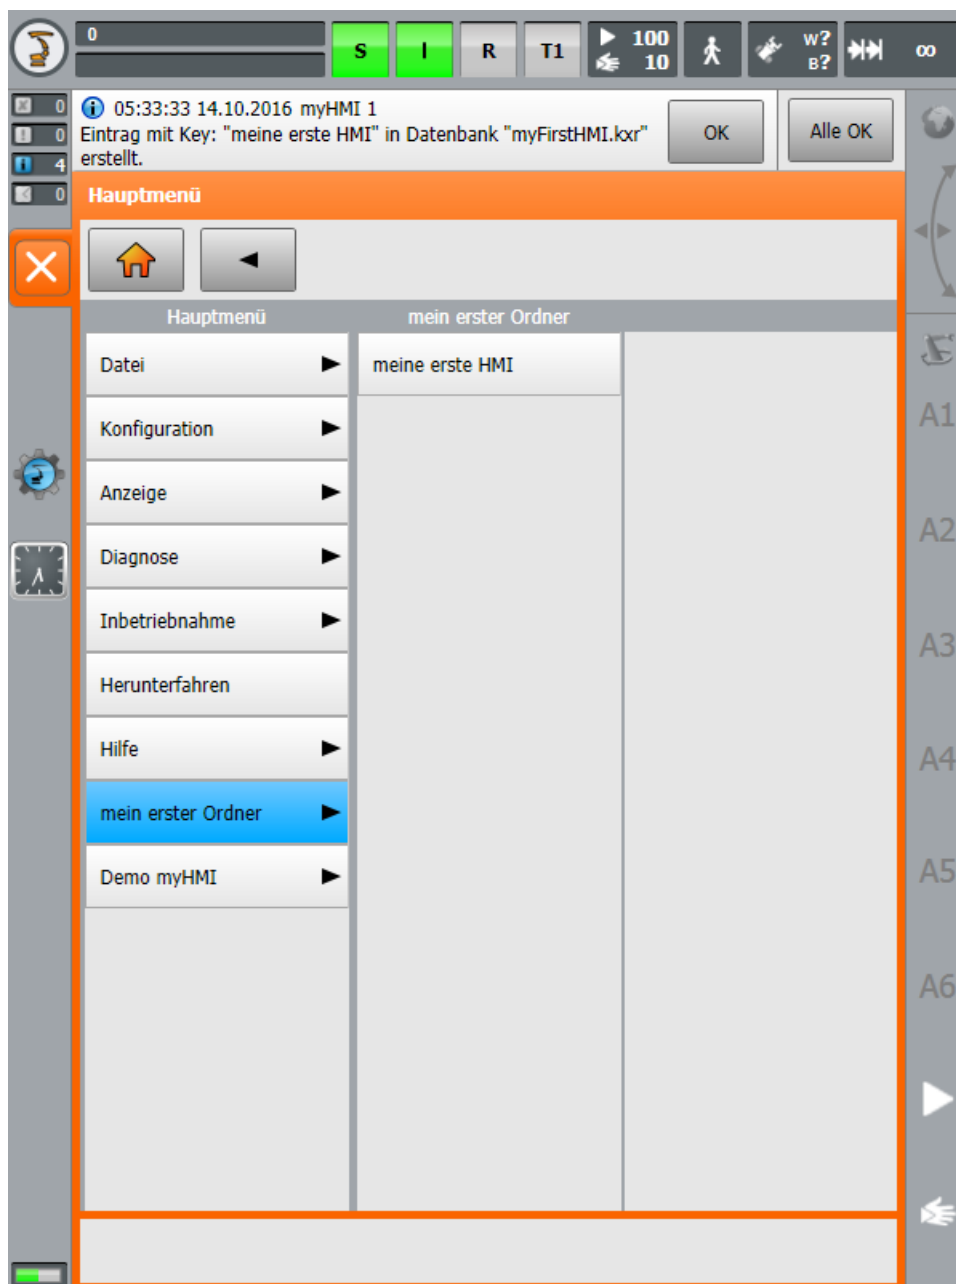 0
S
I
R
T1
100
10
W?
B?
∞
0
0
4
0
05:33:33 14.10.2016 myHMI 1
Eintrag mit Key: "meine erste HMI" in Datenbank "myFirstHMI.kxr"
erstellt.
OK
Alle OK
Hauptmenü
Hauptmenü
mein erster Ordner
Datei
meine erste HMI
Konfiguration
Anzeige
Diagnose
Inbetriebnahme
Herunterfahren
Hilfe
mein erster Ordner
Demo myHMI
A1
A2
A3
A4
A5
A6